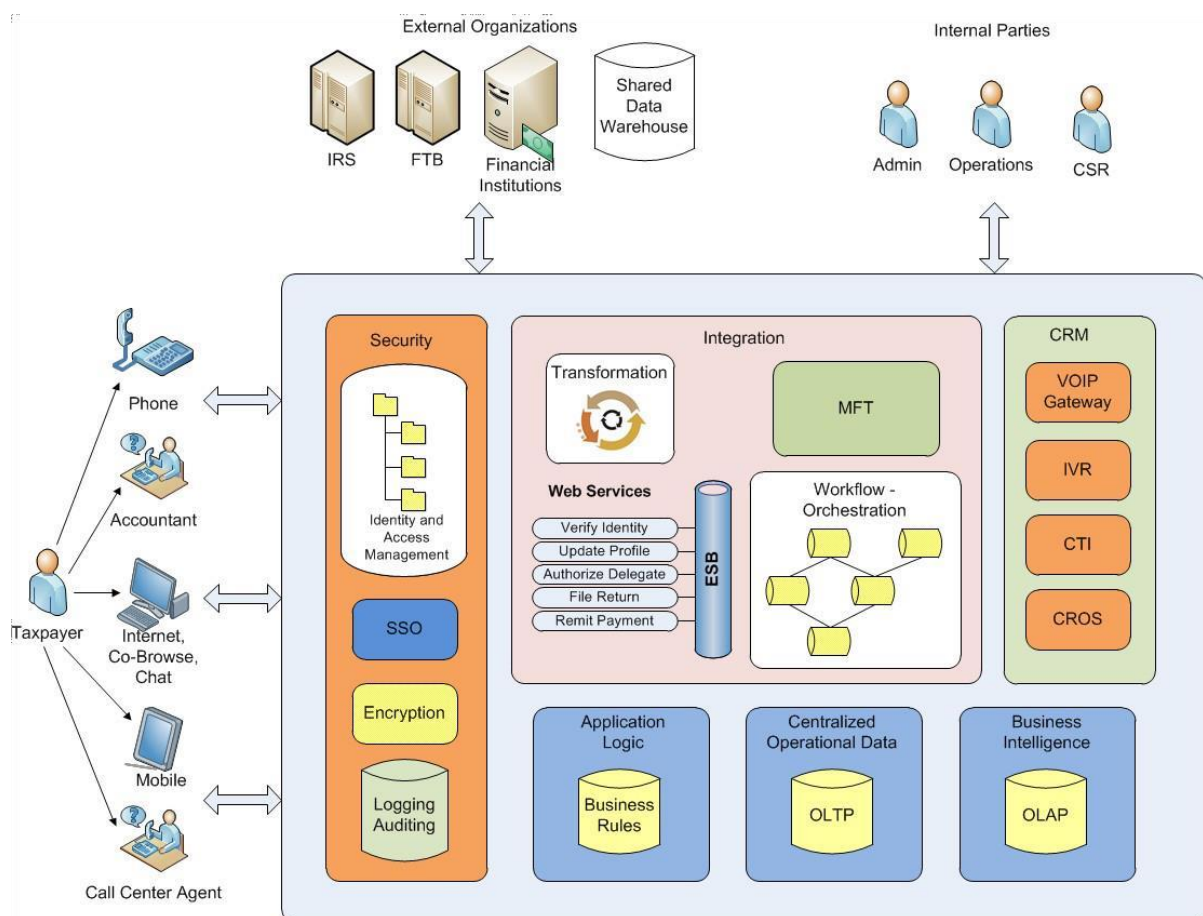 External Organizations
Internal Parties
IRS
FTB
Financial
Institutions
Shared
Data
Warehouse
Admin
Operations
CSR
Phone
Accountant
Taxpayer
Internet,
Co-Browse,
Chat
Mobile
Call Center Agent
Security
Identity and
Access
Management
SSO
Encryption
Logging
Auditing
Integration
Transformation
MFT
Web Services
Verify Identity
Update Profile
Authorize Delegate
File Return
Remit Payment
ESB
Workflow -
Orchestration
CRM
VOIP
Gateway
IVR
CTI
CROS
Application
Logic
Business
Rules
Centralized
Operational Data
OLTP
Business
Intelligence
OLAP